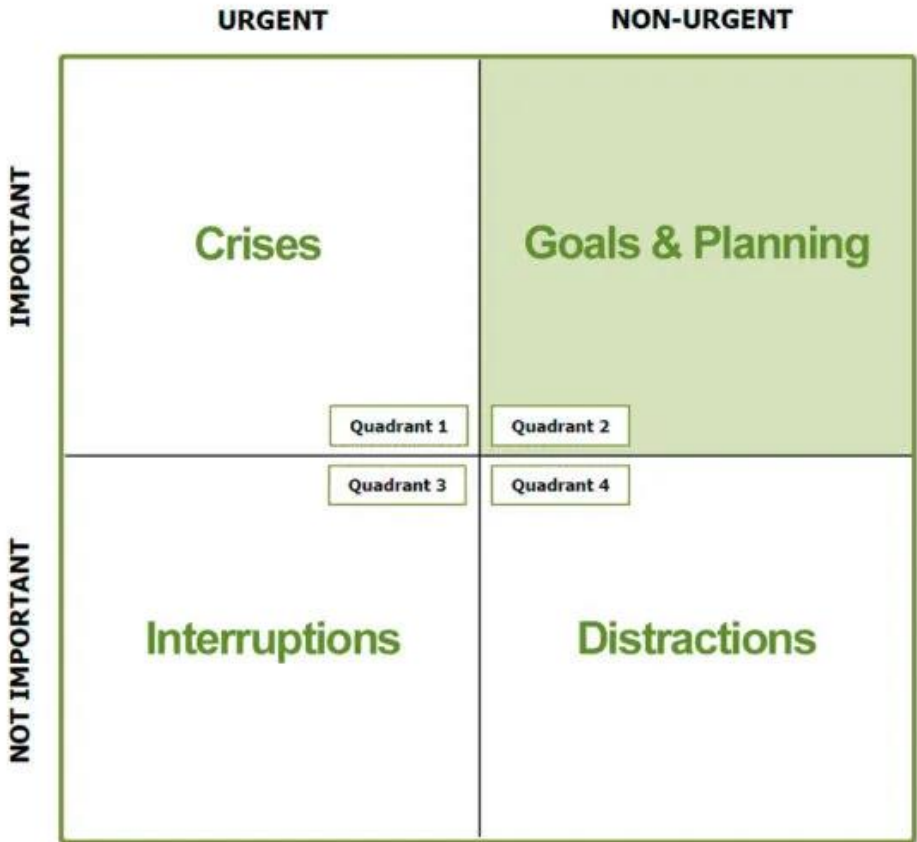 URGENT
NON-URGENT
IMPORTANT
Crises
Goals & Planning
Quadrant 1
Quadrant 2
Quadrant 3
Quadrant 4
NOT IMPORTANT
Interruptions
Distractions